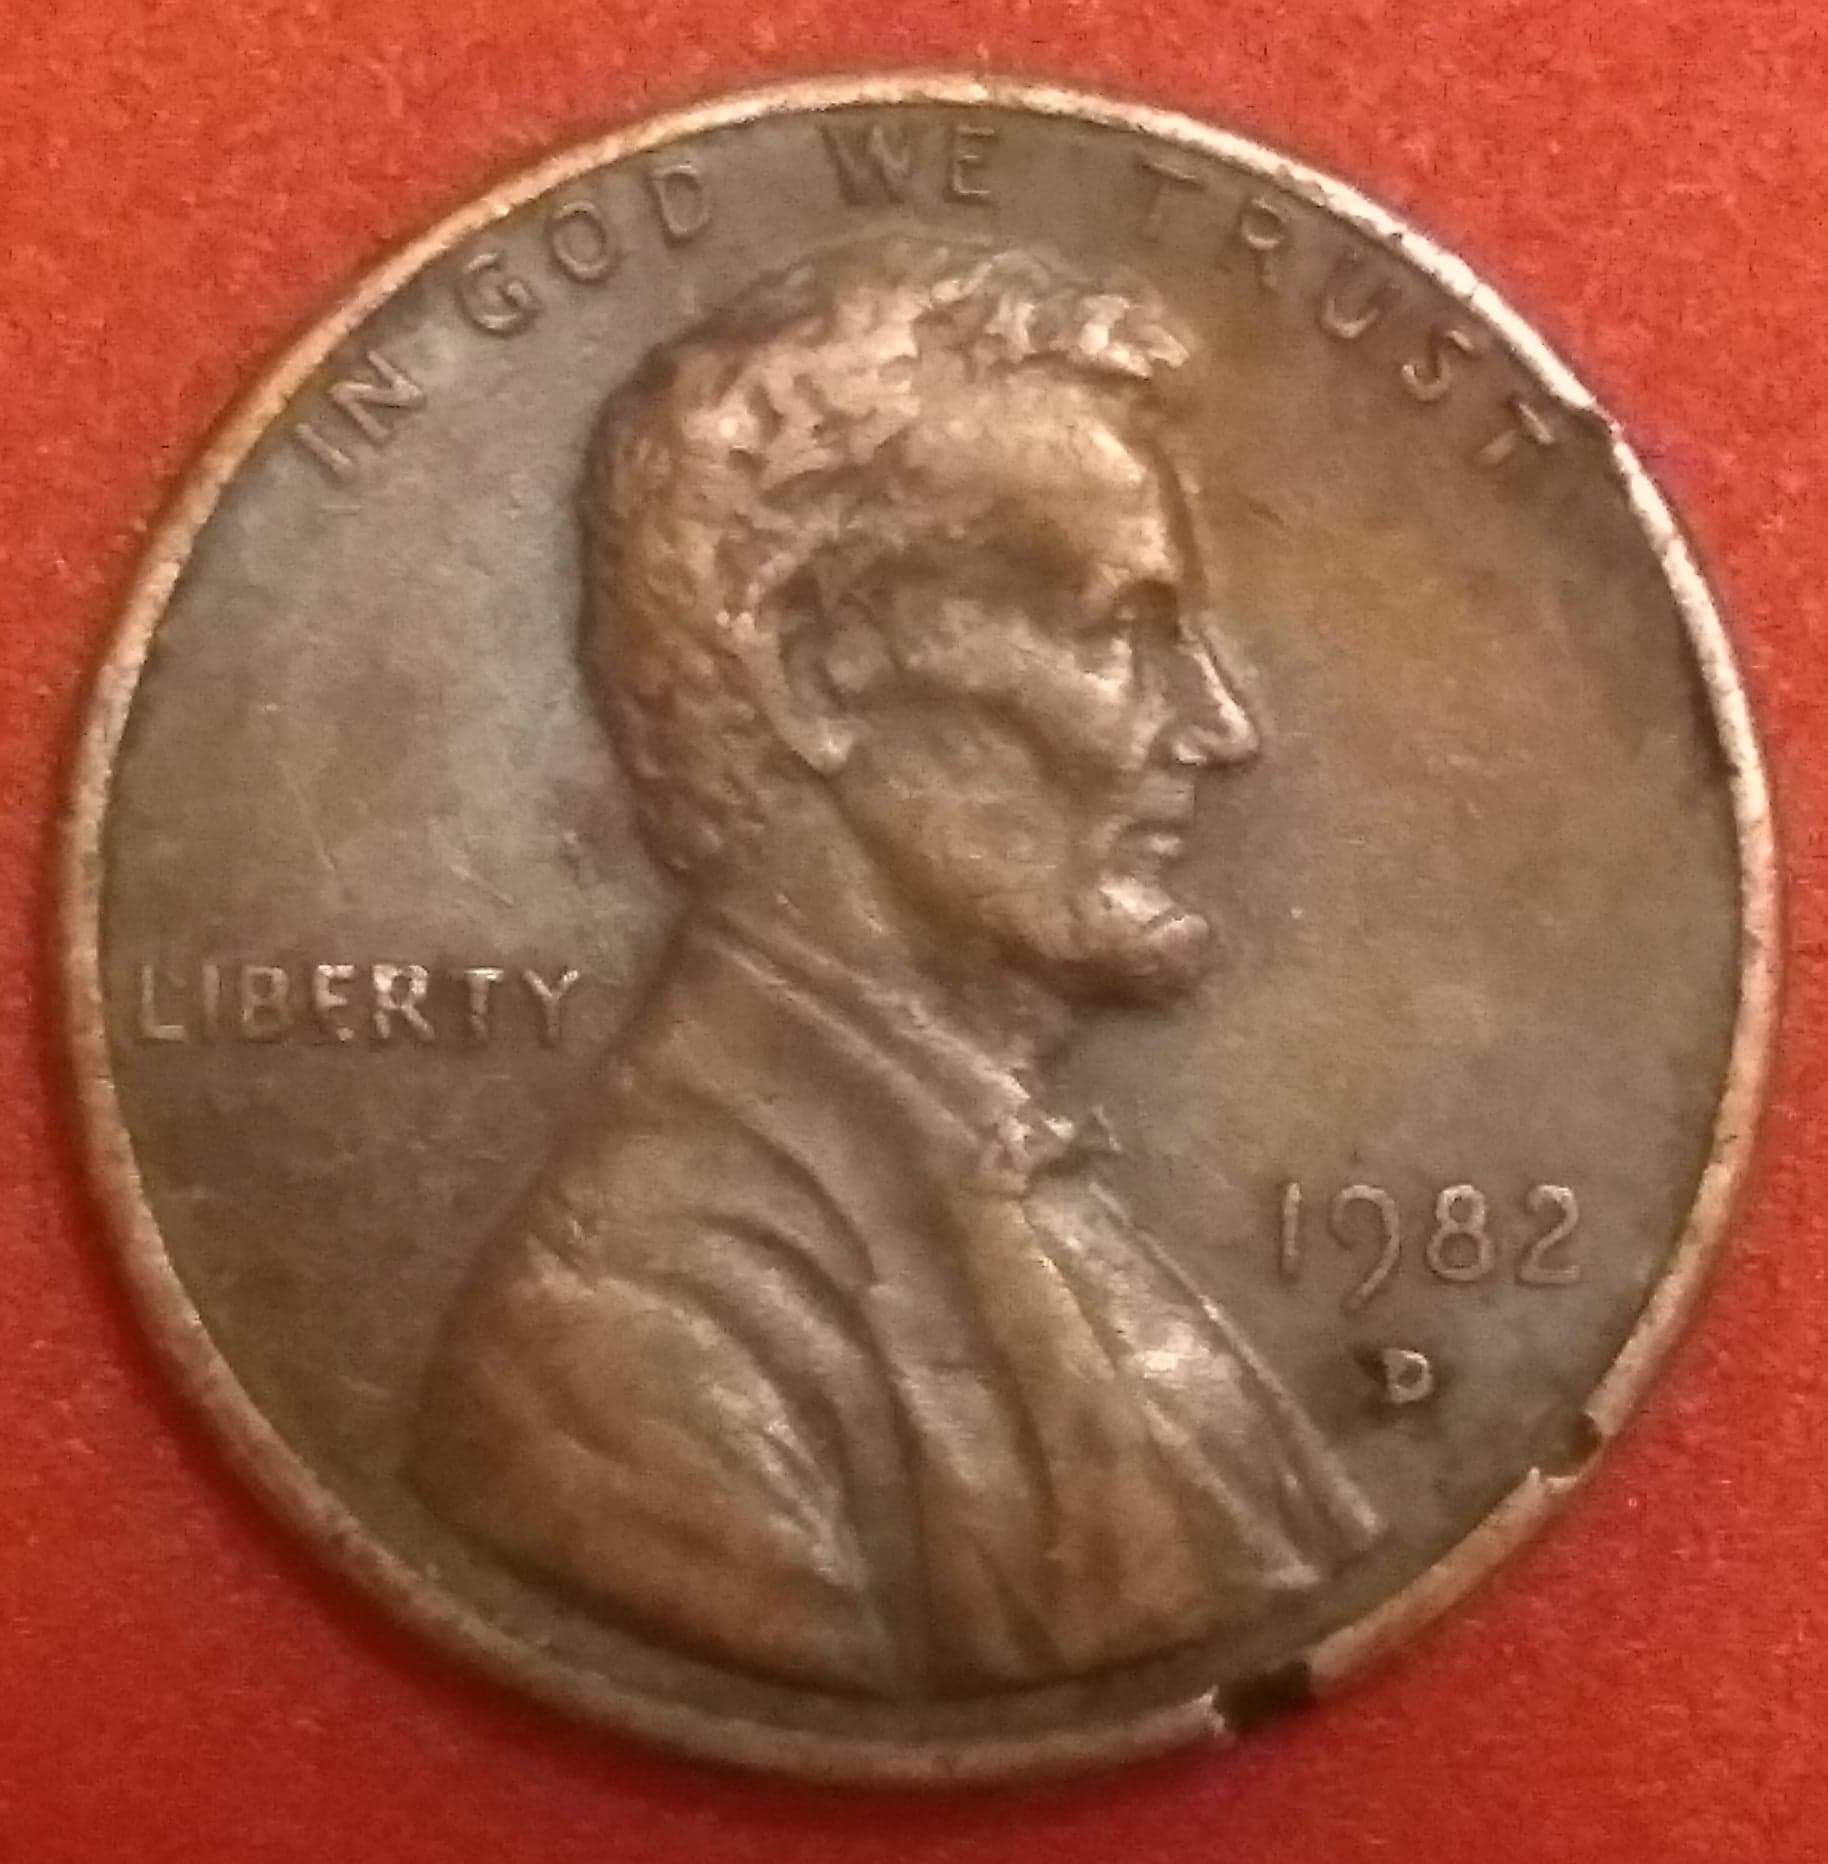 IN GOD WE TRUST
LIBERTY
1982
D